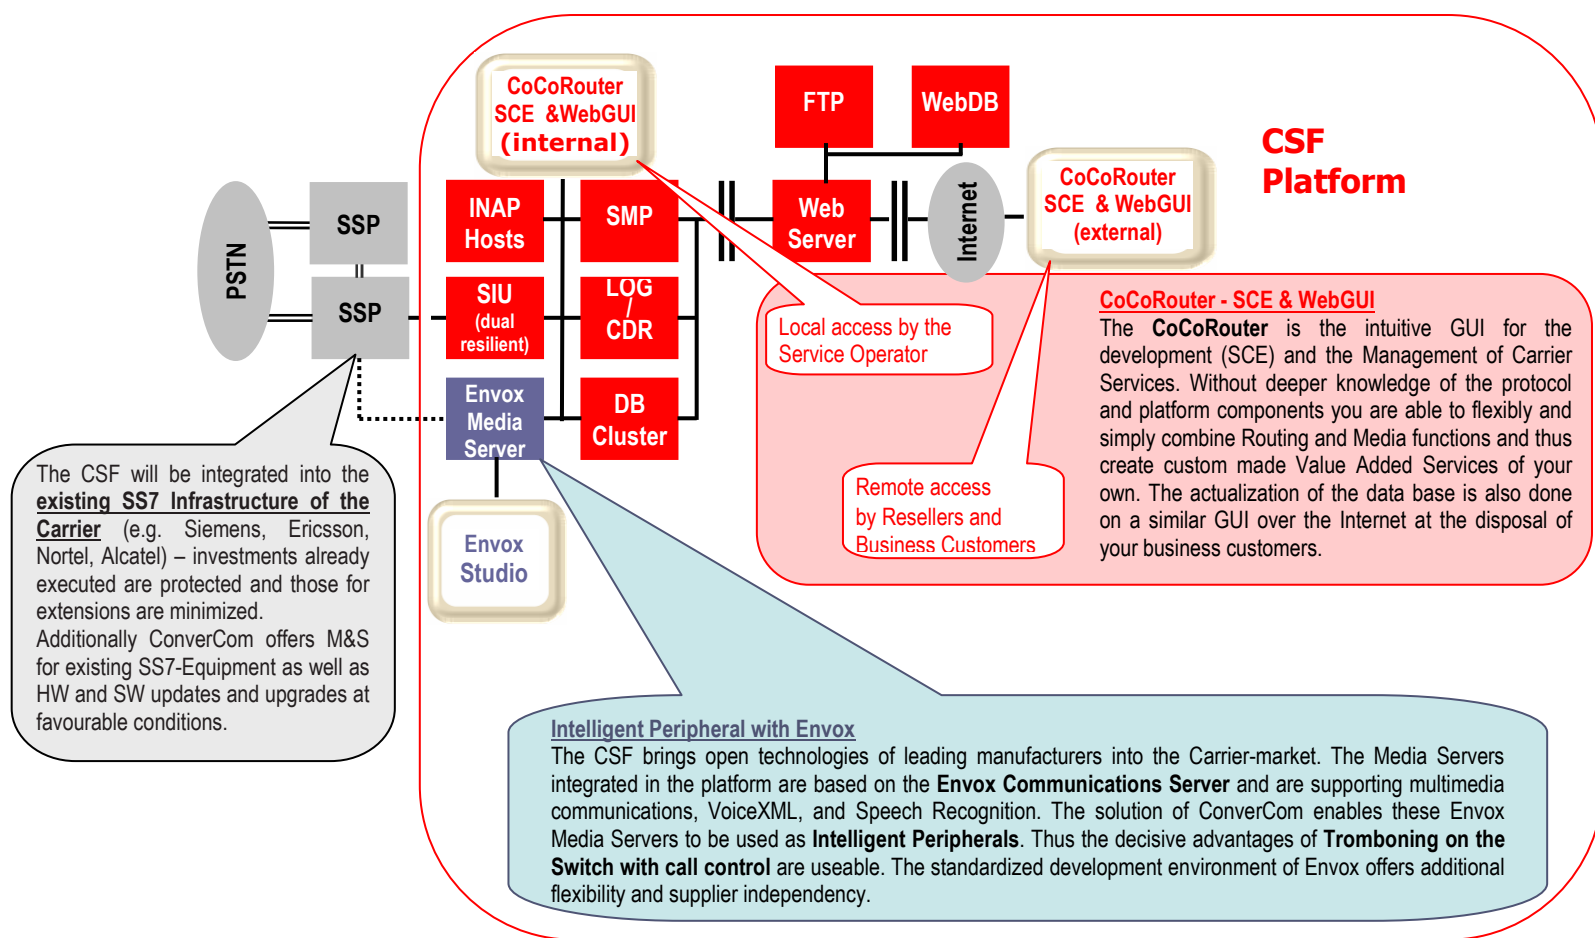 CoCoRouter
SCE &WebGUI
(internal)
FTP
WebDB
CSF
Platform
CoCoRouter
SCE & WebGUI
(external)
Internet
PSTN
SSP
SSP
INAP
Hosts
SMP
Web
Server
SIU
(dual
resilient)
LOG
/
CDR
Envox
Media
Server
DB
Cluster
Envox
Studio
Local access by the
Service Operator
Remote access
by Resellers and
Business Customers
CoCoRouter - SCE & WebGUI
The CoCoRouter is the intuitive GUI for the
development (SCE) and the Management of Carrier
Services. Without deeper knowledge of the protocol
and platform components you are able to flexibly and
simply combine Routing and Media functions and thus
create custom made Value Added Services of your
own. The actualization of the data base is also done
on a similar GUI over the Internet at the disposal of
your business customers.
The CSF will be integrated into the
existing SS7 Infrastructure of the
Carrier (e.g. Siemens, Ericsson,
Nortel, Alcatel) – investments already
executed are protected and those for
extensions are minimized.
Additionally ConverCom offers M&S
for existing SS7-Equipment as well as
HW and SW updates and upgrades at
favourable conditions.
Intelligent Peripheral with Envox
The CSF brings open technologies of leading manufacturers into the Carrier-market. The Media Servers
integrated in the platform are based on the Envox Communications Server and are supporting multimedia
communications, VoiceXML, and Speech Recognition. The solution of ConverCom enables these Envox
Media Servers to be used as Intelligent Peripherals. Thus the decisive advantages of Tromboning on the
Switch with call control are useable. The standardized development environment of Envox offers additional
flexibility and supplier independency.